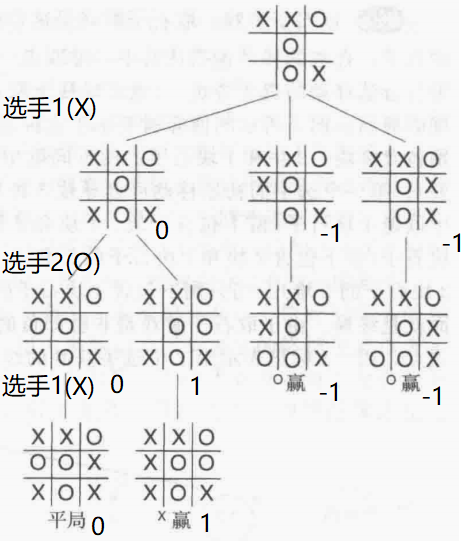 X X O
O
O X
选手1(X)
X X O X X O X X O
O O X X O
X O X O X O X
0 -1 -1
选手2(O)
X X O X X O X X O X X O
O O O O O X X O
X O X X O X O O X O O X
选手1(X) 0 1 O赢 -1 O赢 -1
X X O X X O
O O X X O O
X O X X O X
平局 0 X赢 1